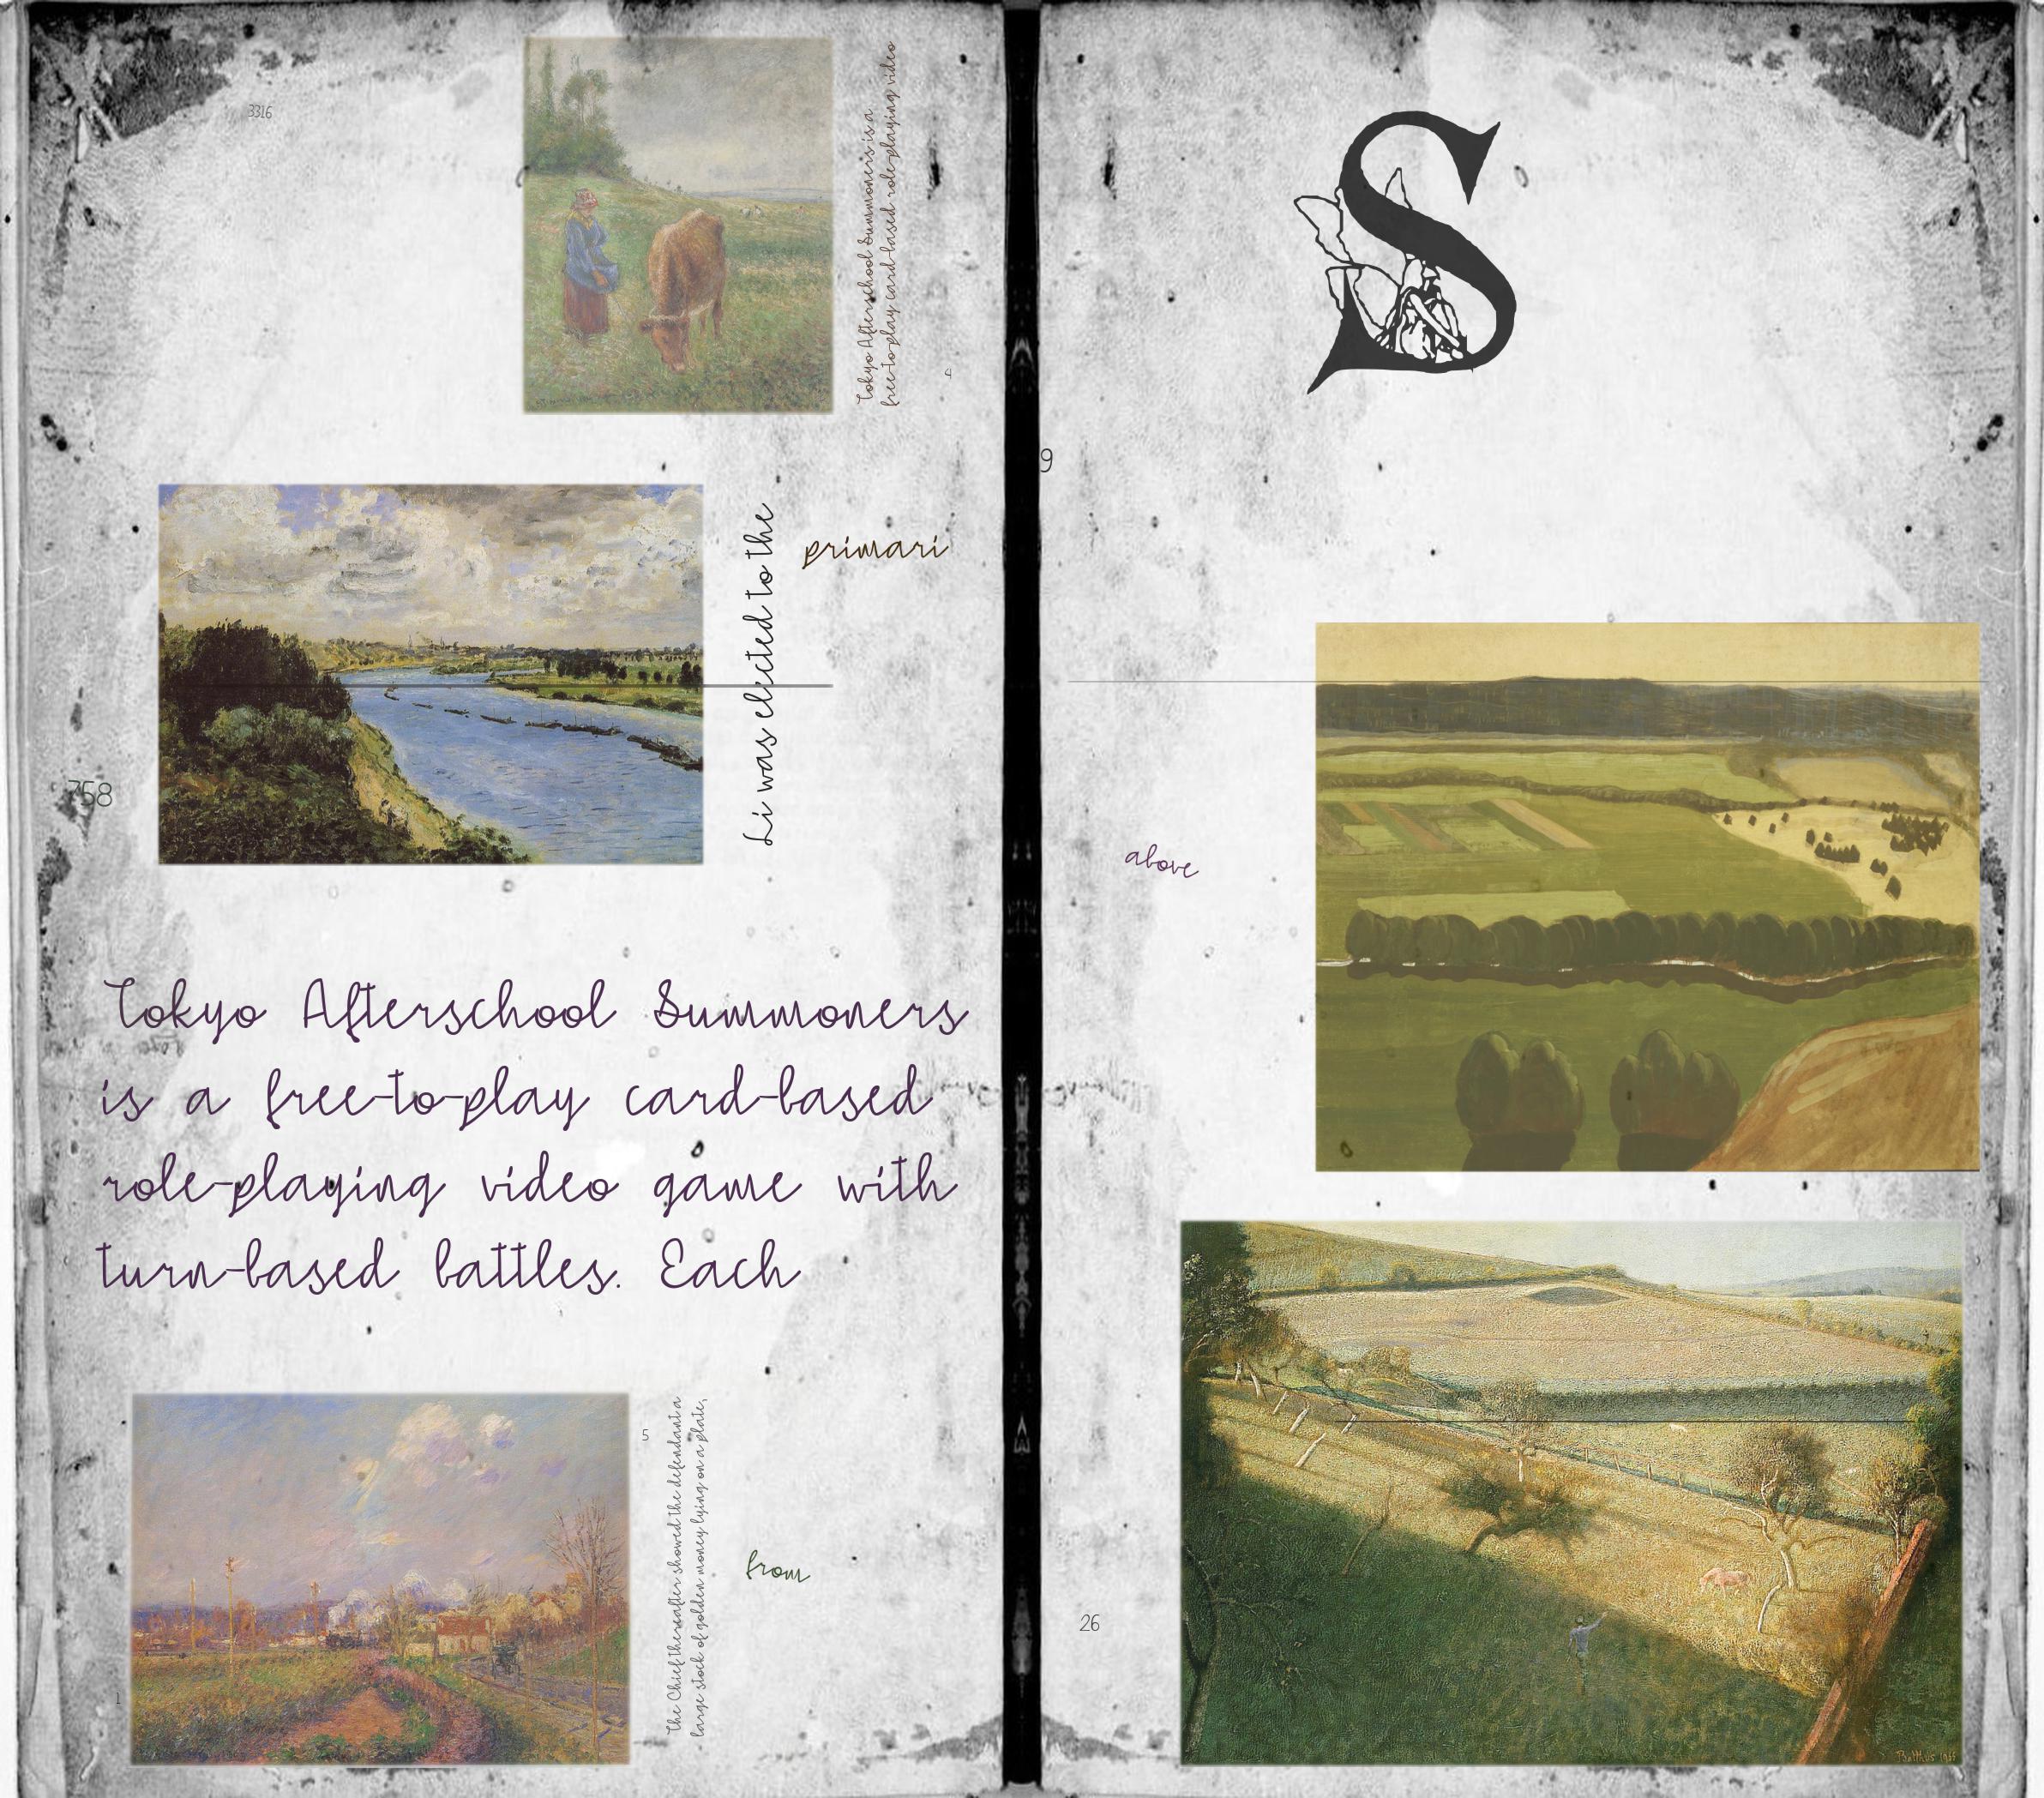 3316
Tokyo Afterschool Summoners is a
free-to-play card-based role-playing video
Li was elected to the
primari
758
Tokyo Afterschool Summoners
is a free-to-play card-based
role-playing video game with
turn-based battles. Each
5
The Chief thereafter showed the defendant a
large stock of golden money lying on a plate,
from
1
S
9
above
26
Balthus